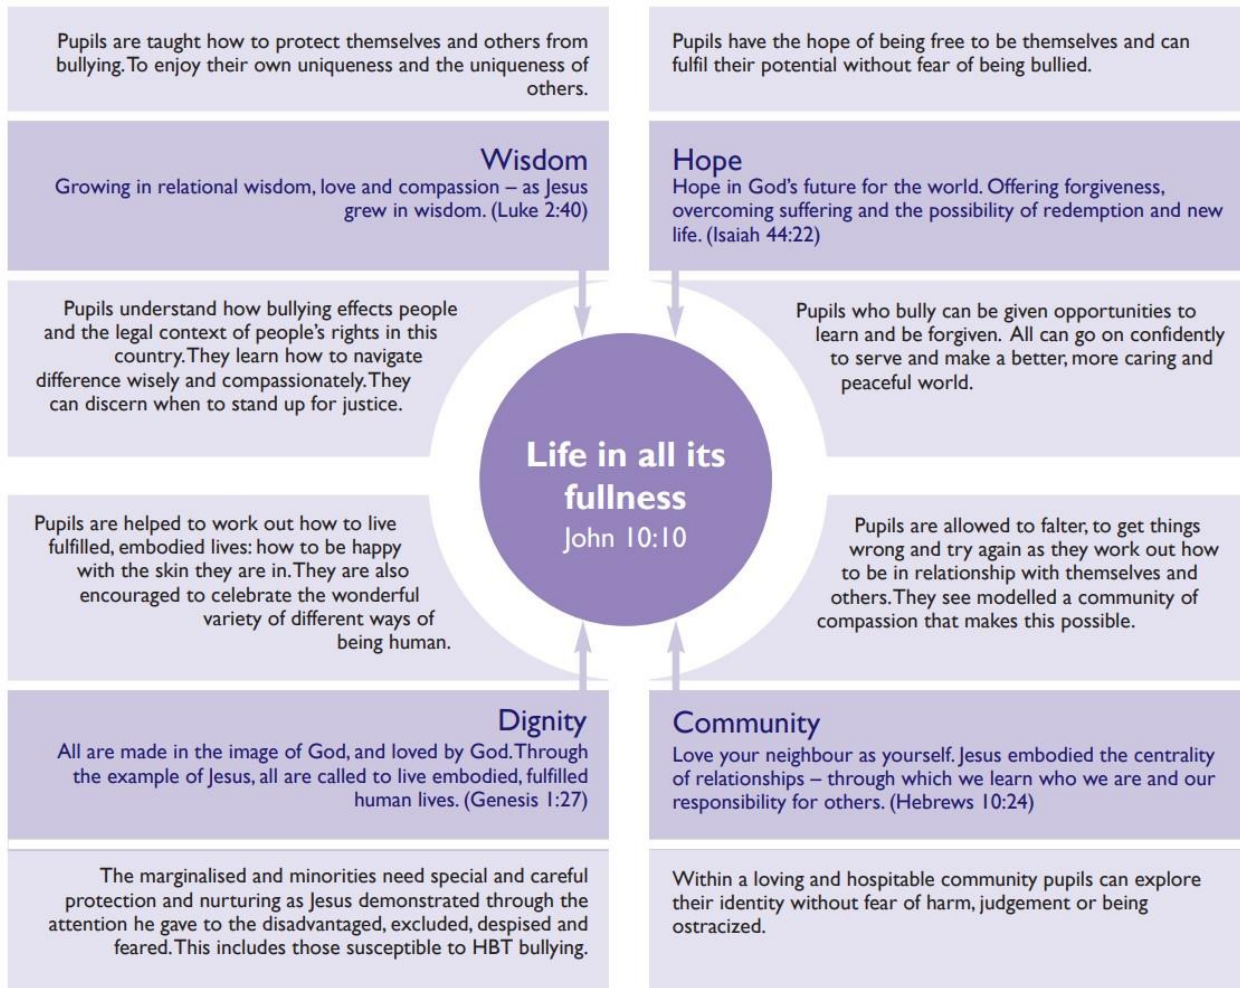 Pupils are taught how to protect themselves and others from
bullying. To enjoy their own uniqueness and the uniqueness of
others.
Wisdom
Growing in relational wisdom, love and compassion – as Jesus
grew in wisdom. (Luke 2:40)
Pupils understand how bullying effects people
and the legal context of people's rights in this
country. They learn how to navigate
difference wisely and compassionately. They
can discern when to stand up for justice.
Pupils have the hope of being free to be themselves and can
fulfil their potential without fear of being bullied.
Hope
Hope in God's future for the world. Offering forgiveness,
overcoming suffering and the possibility of redemption and new
life. (Isaiah 44:22)
Pupils who bully can be given opportunities to
learn and be forgiven. All can go on confidently
to serve and make a better, more caring and
peaceful world.
Life in all its
fullness
John 10:10
Pupils are helped to work out how to live
fulfilled, embodied lives: how to be happy
with the skin they are in. They are also
encouraged to celebrate the wonderful
variety of different ways of
being human.
Dignity
All are made in the image of God, and loved by God. Through
the example of Jesus, all are called to live embodied, fulfilled
human lives. (Genesis 1:27)
The marginalised and minorities need special and careful
protection and nurturing as Jesus demonstrated through the
attention he gave to the disadvantaged, excluded, despised and
feared. This includes those susceptible to HBT bullying.
Pupils are allowed to falter, to get things
wrong and try again as they work out how
to be in relationship with themselves and
others. They see modelled a community of
compassion that makes this possible.
Community
Love your neighbour as yourself. Jesus embodied the centrality
of relationships – through which we learn who we are and our
responsibility for others. (Hebrews 10:24)
Within a loving and hospitable community pupils can explore
their identity without fear of harm, judgement or being
ostracized.